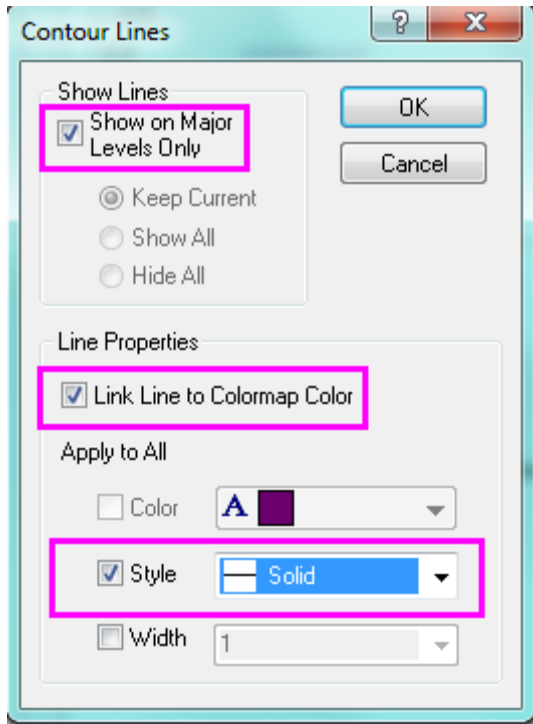 Contour Lines
?
X
Show Lines
Show on Major
Levels Only
OK
Cancel
Keep Current
Show All
Hide All
Line Properties
Link Line to Colormap Color
Apply to All
Color
A
Style
Solid
Width
1